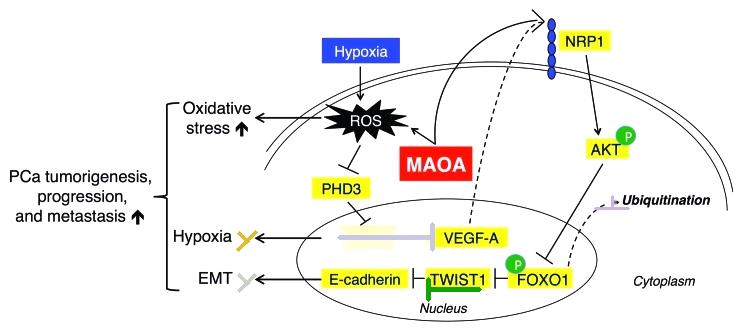 Hypoxia
NRP1
Oxidative
stress
ROS
P
AKT
MAOA
PCa tumorigenesis,
progression,
and metastasis
PHD3
Ubiquitination
Hypoxia
VEGF-A
P
EMT
E-cadherin
TWIST1
FOXO1
Cytoplasm
Nucleus